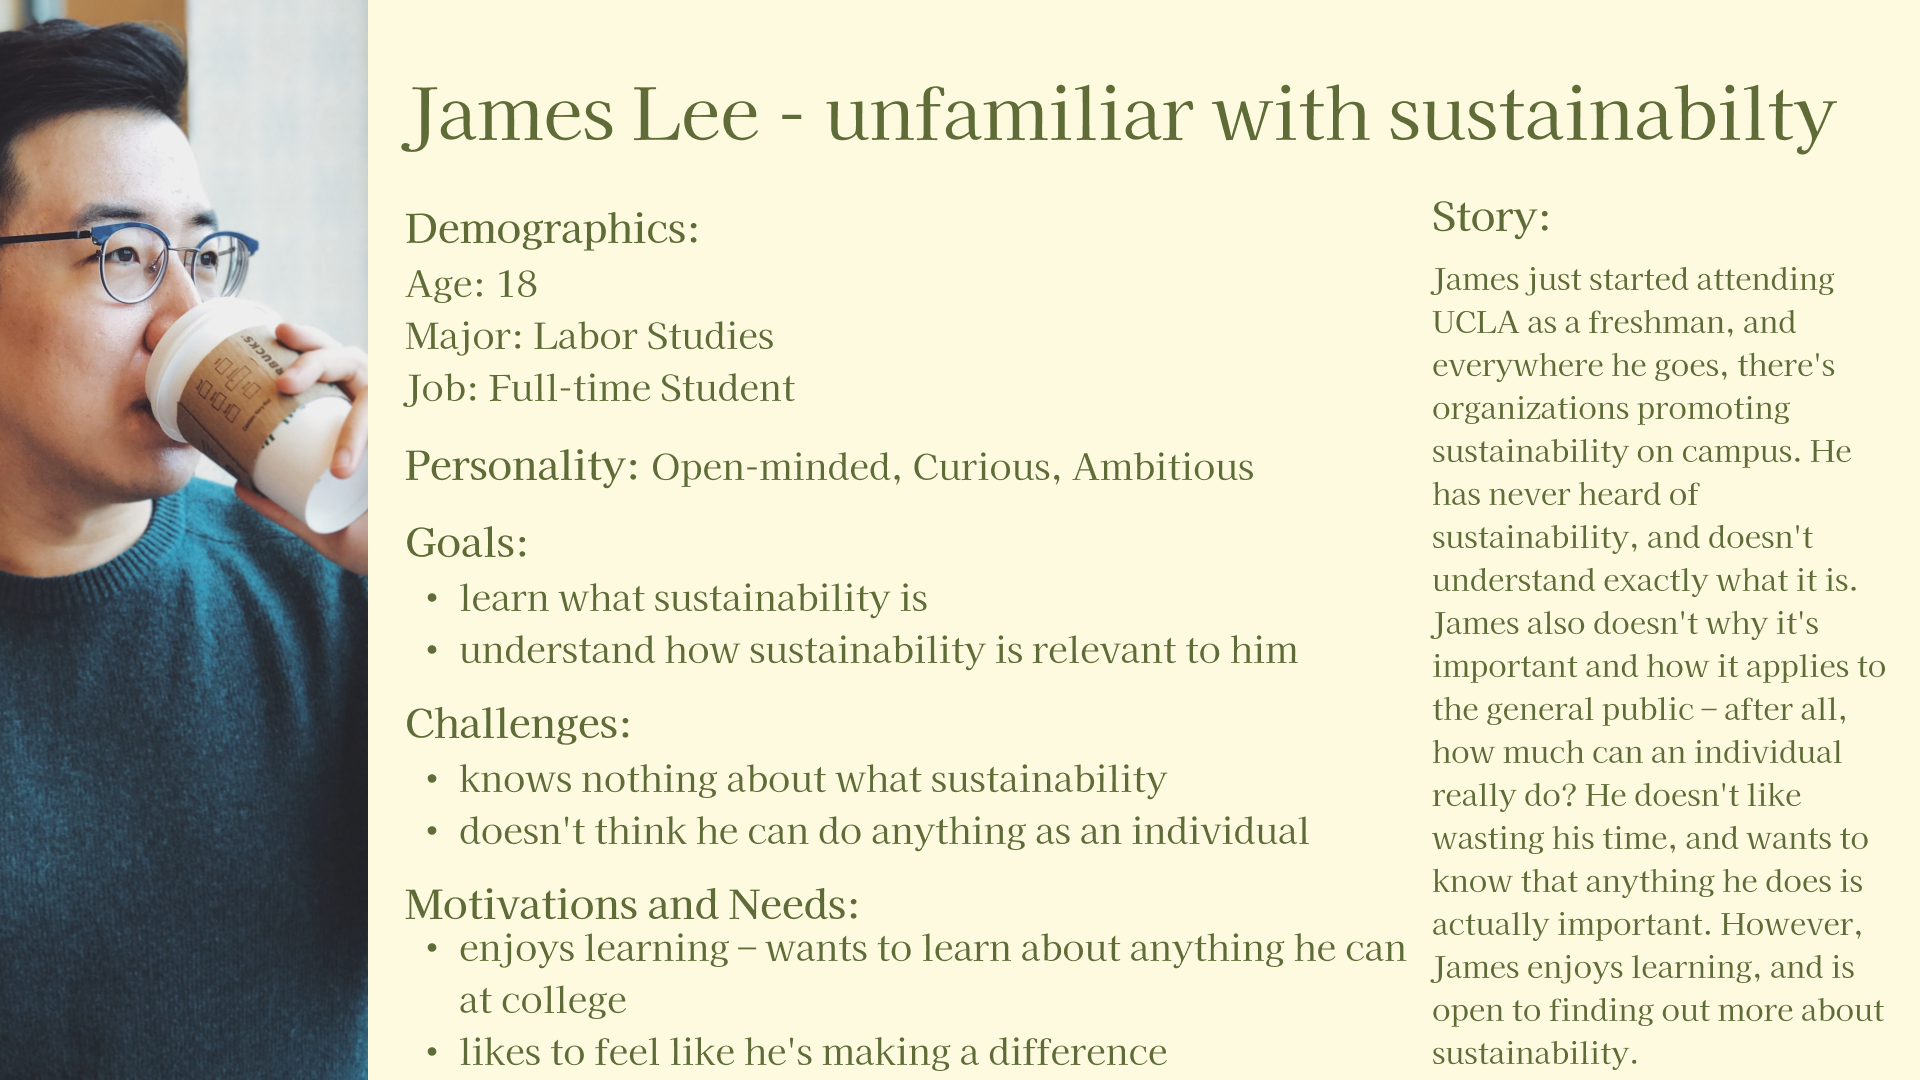 James Lee - unfamiliar with sustainabilty
Demographics:
Age: 18
Major: Labor Studies
Job: Full-time Student
Personality: Open-minded, Curious, Ambitious
Goals:
• learn what sustainability is
• understand how sustainability is relevant to him
Challenges:
• knows nothing about what sustainability
• doesn't think he can do anything as an individual
Motivations and Needs:
• enjoys learning – wants to learn about anything he can
at college
• likes to feel like he's making a difference
Story:
James just started attending
UCLA as a freshman, and
everywhere he goes, there's
organizations promoting
sustainability on campus. He
has never heard of
sustainability, and doesn't
understand exactly what it is.
James also doesn't why it's
important and how it applies to
the general public – after all,
how much can an individual
really do? He doesn't like
wasting his time, and wants to
know that anything he does is
actually important. However,
James enjoys learning, and is
open to finding out more about
sustainability.